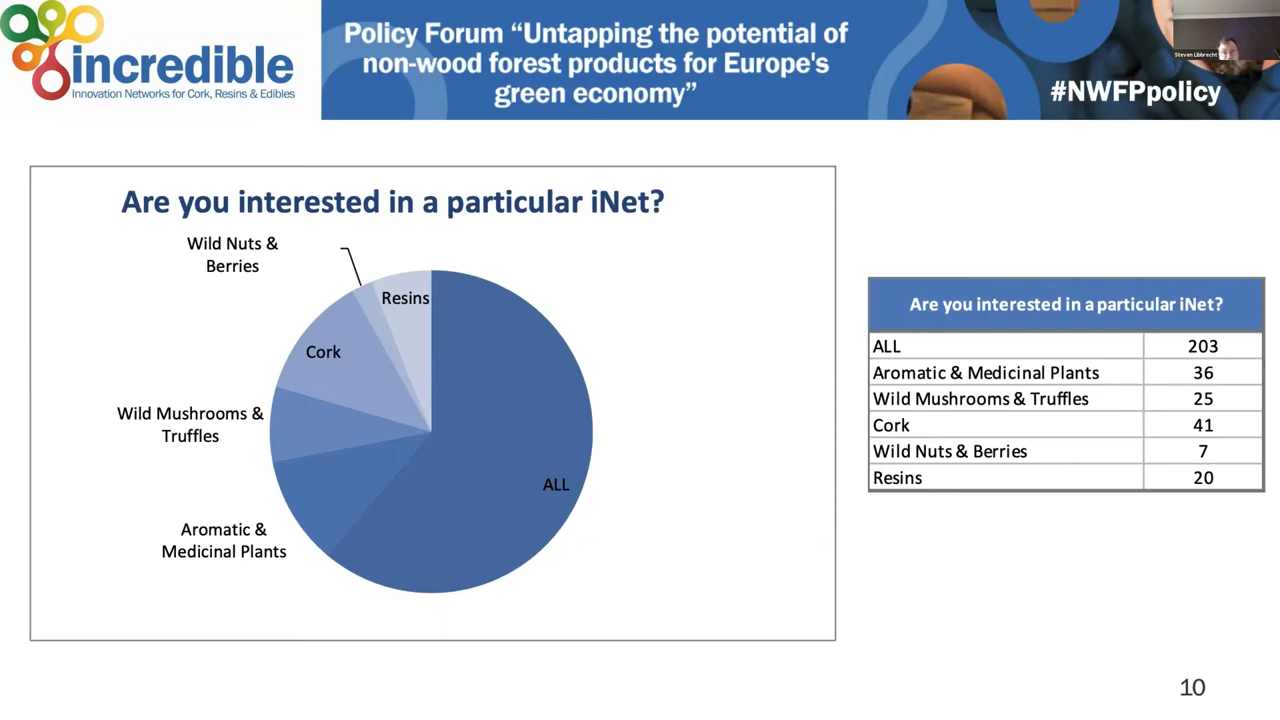 incredible
Innovation Networks for Cork, Resins & Edibles
Policy Forum “Untapping the potential of
non-wood forest products for Europe's
green economy”
#NWFPpolicy
Steven Libbrecht
Are you interested in a particular iNet?
Wild Nuts &
Berries
Resins
Cork
Wild Mushrooms &
Truffles
ALL
Aromatic &
Medicinal Plants
Are you interested in a particular iNet?
ALL 203
Aromatic & Medicinal Plants 36
Wild Mushrooms & Truffles 25
Cork 41
Wild Nuts & Berries 7
Resins 20
10